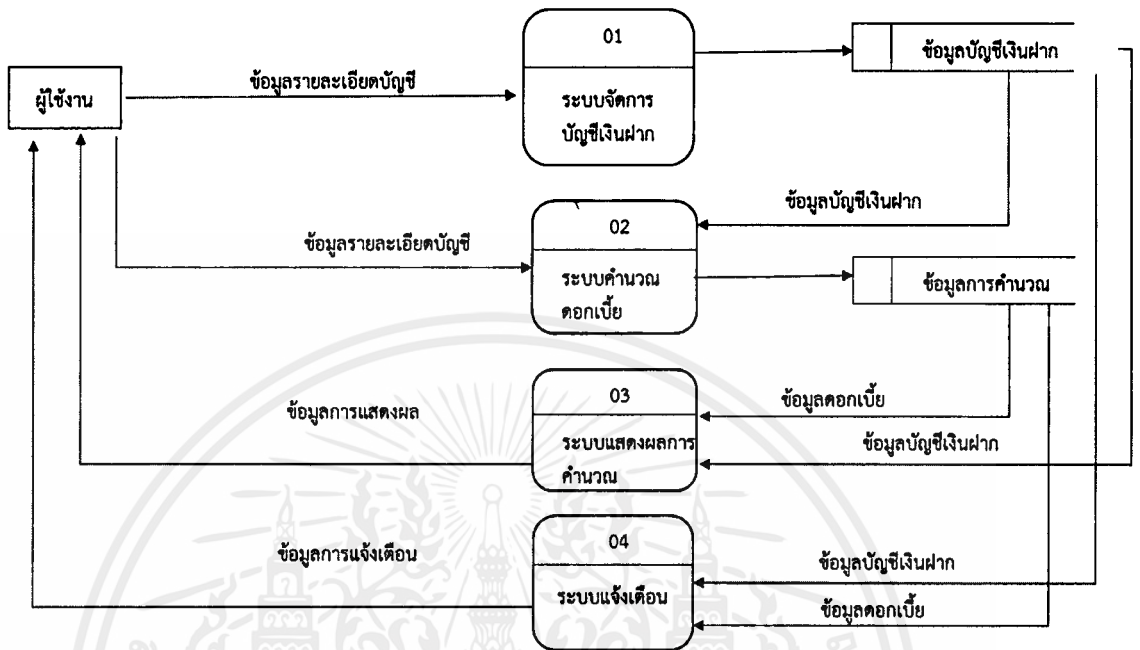 01
ข้อมูลบัญชีเงินฝาก
ผู้ใช้งาน
ข้อมูลรายละเอียดบัญชี
ระบบจัดการ
บัญชีเงินฝาก
ข้อมูลบัญชีเงินฝาก
02
ข้อมูลรายละเอียดบัญชี
ระบบคำนวณ
ดอกเบี้ย
ข้อมูลการคำนวณ
03
ข้อมูลดอกเบี้ย
ข้อมูลการแสดงผล
ระบบแสดงผลการ
คำนวณ
ข้อมูลบัญชีเงินฝาก
04
ข้อมูลการแจ้งเตือน
ระบบแจ้งเตือน
ข้อมูลบัญชีเงินฝาก
ข้อมูลดอกเบี้ย